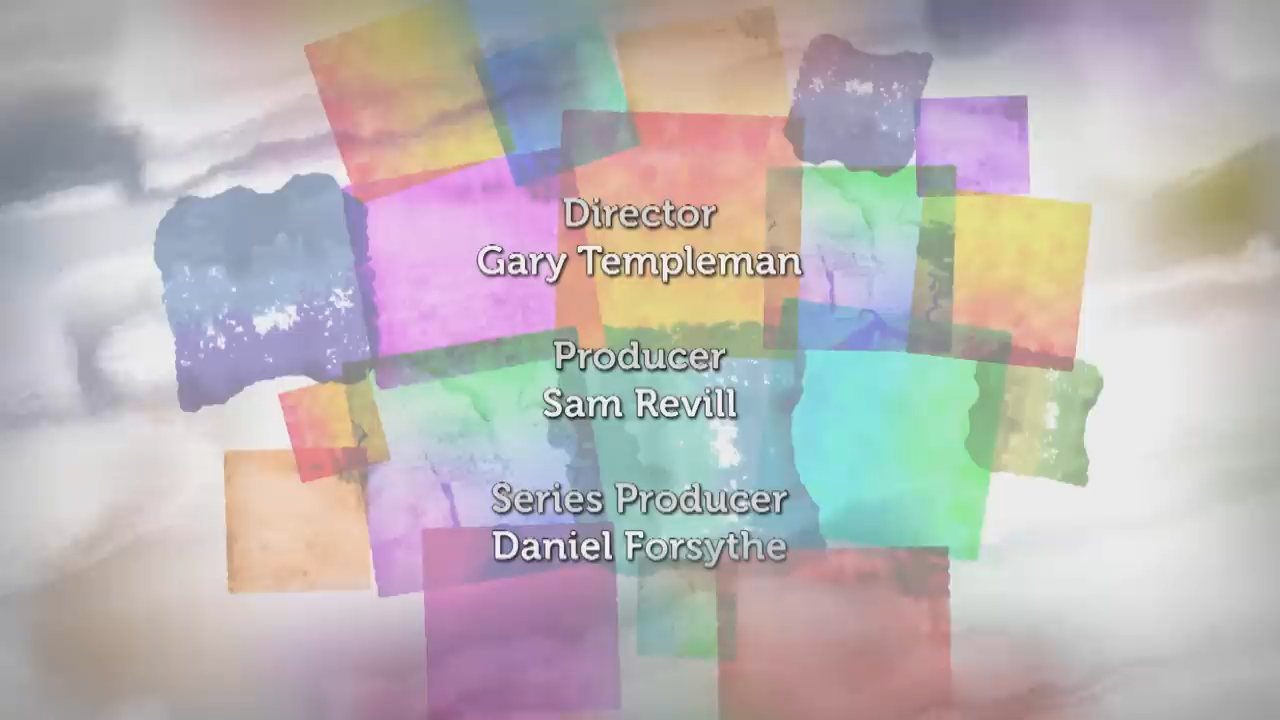 Director
Gary Templeman
Producer
Sam Revill
Series Producer
Daniel Forsythe